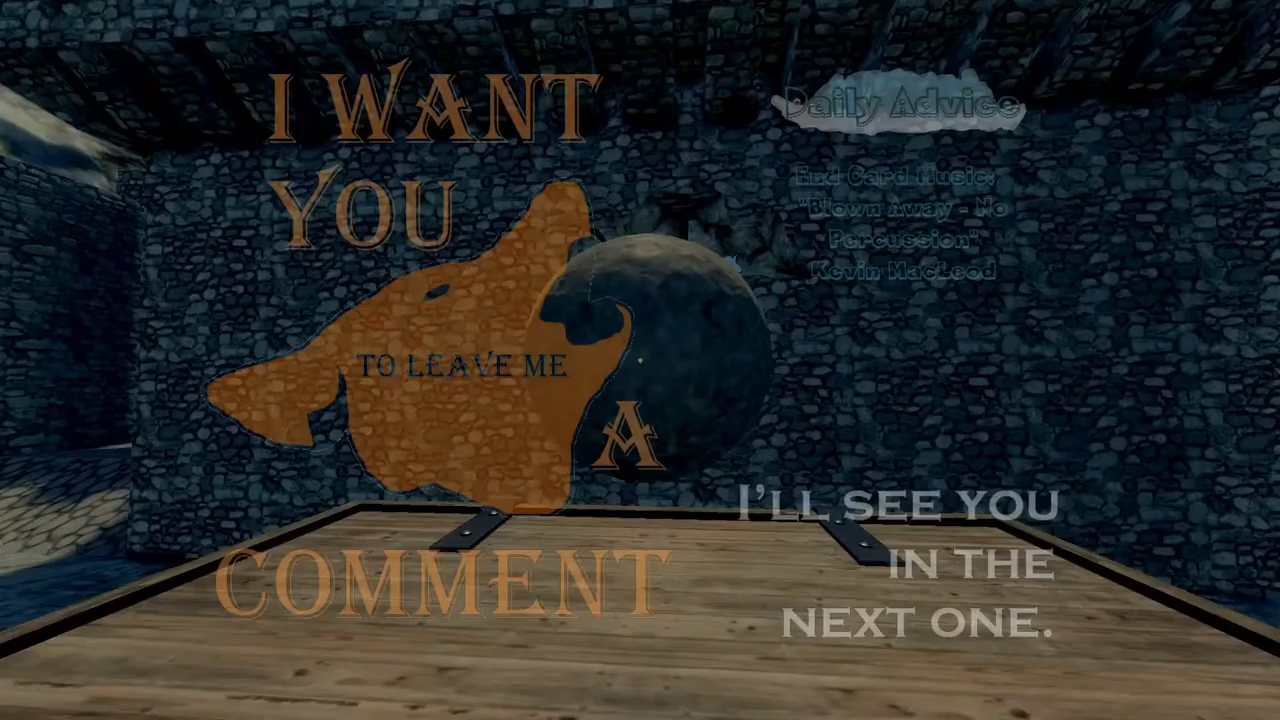 I WANT
YOU
TO LEAVE ME
A
COMMENT
Daily Advice
End Card Music:
"Blown Away - No
Percussion"
Kevin MacLeod
I'LL SEE YOU
IN THE
NEXT ONE.